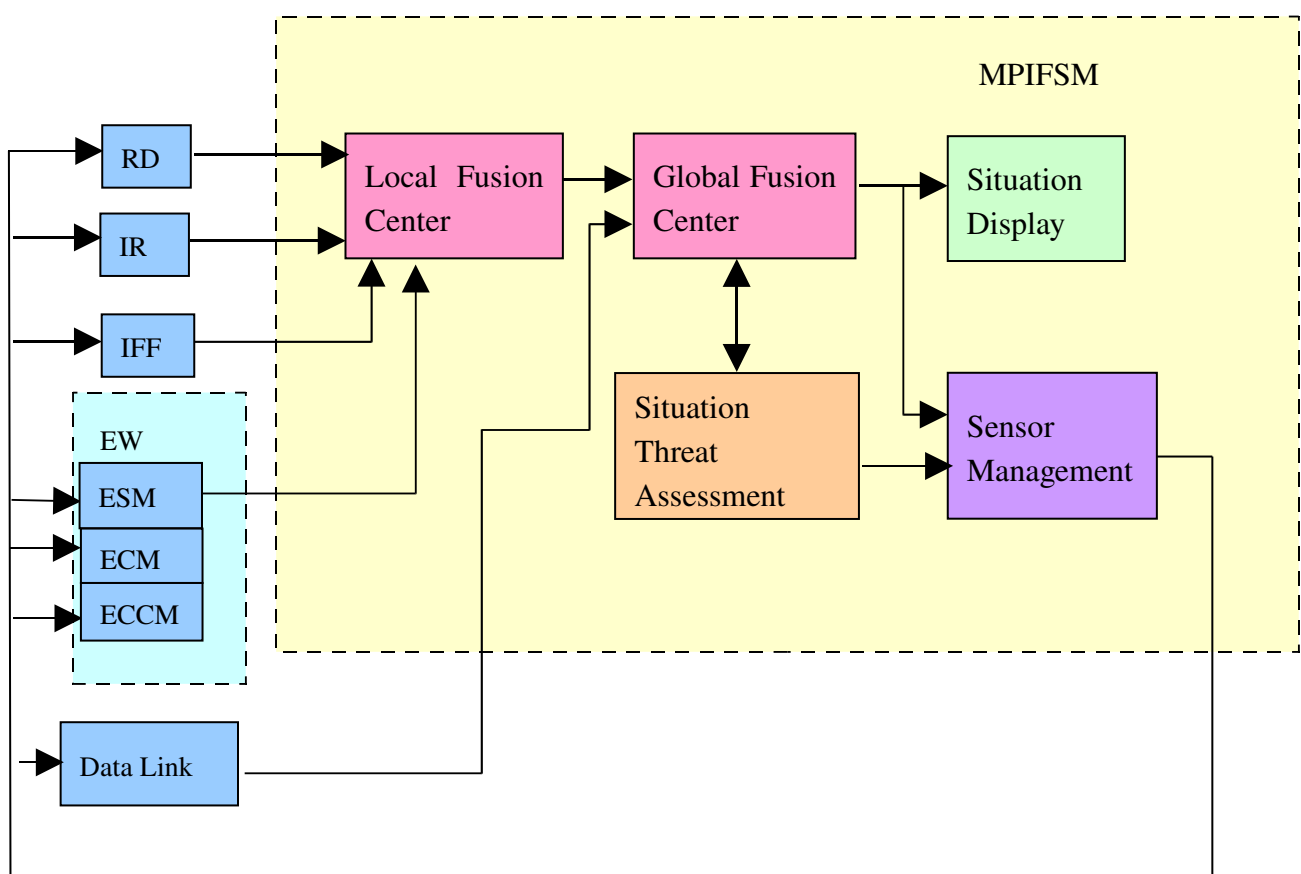 MPIFSM
RD
Local Fusion
Center
Global Fusion
Center
Situation
Display
IR
IFF
EW
ESM
ECM
ECCM
Situation
Threat
Assessment
Sensor
Management
Data Link